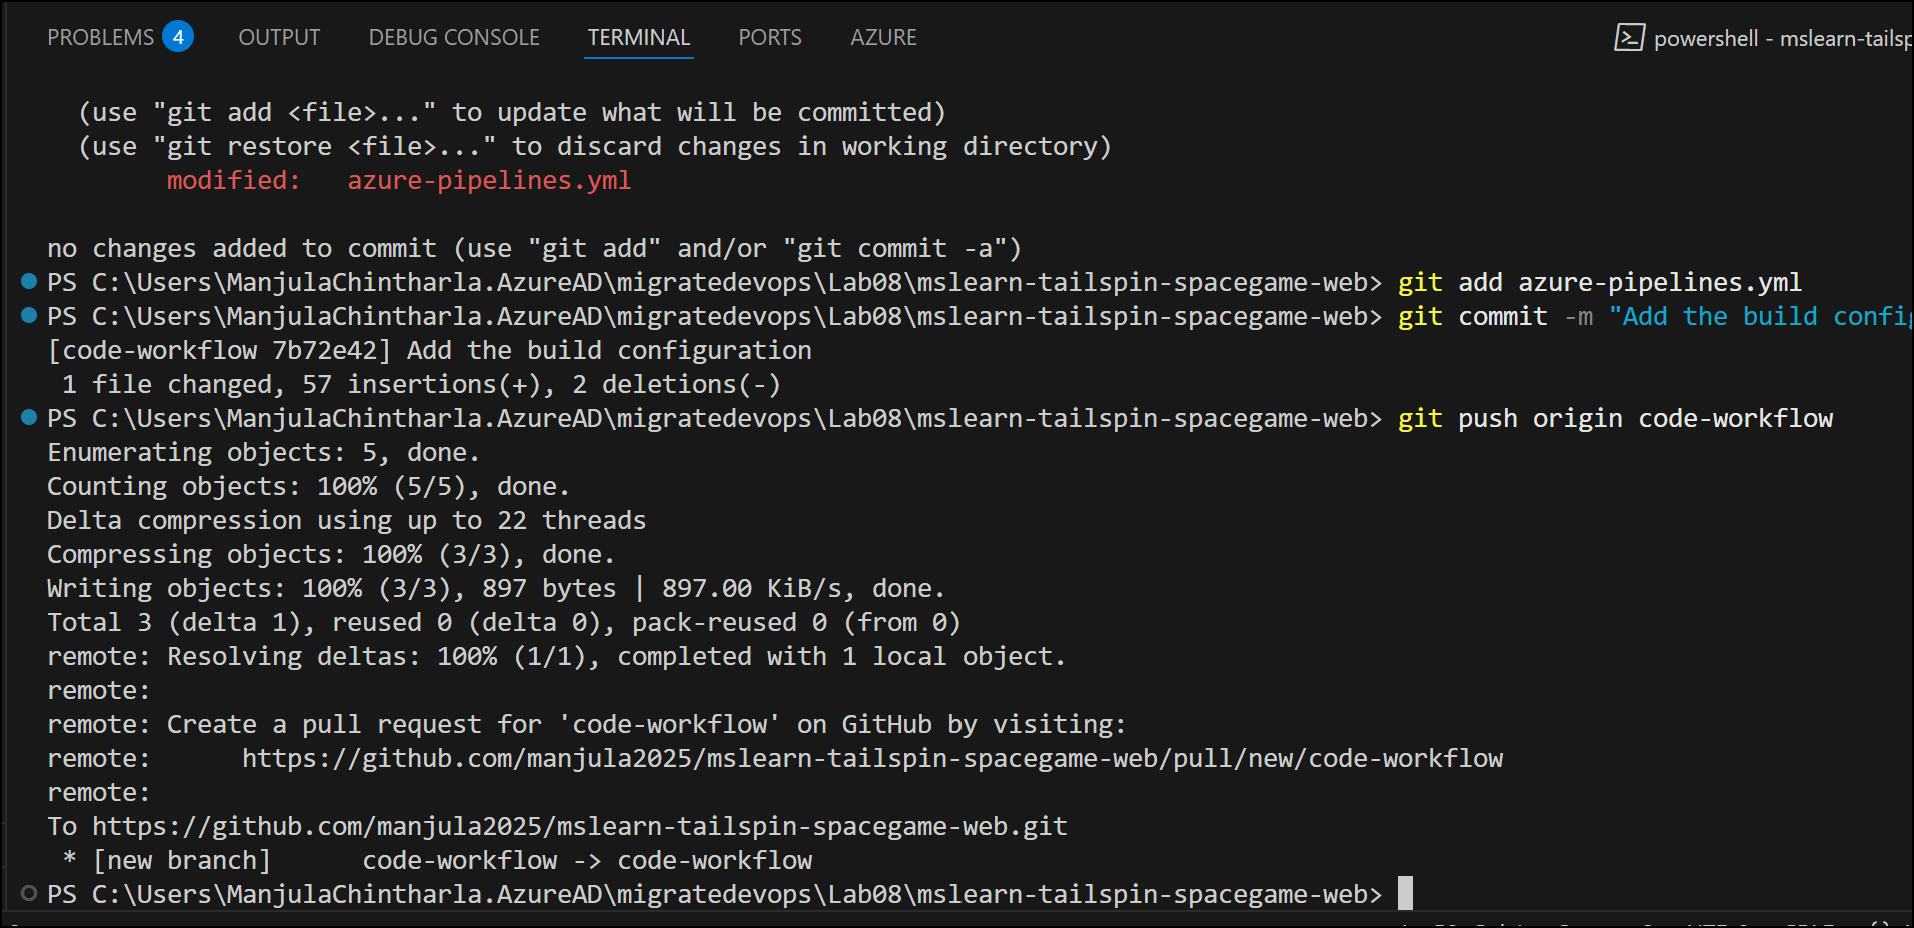 PROBLEMS 4 OUTPUT DEBUG CONSOLE TERMINAL PORTS AZURE powershell - mslearn-tailsp
(use "git add <file>..." to update what will be committed)
(use "git restore <file>..." to discard changes in working directory)
modified:   azure-pipelines.yml
no changes added to commit (use "git add" and/or "git commit -a")
PS C:\Users\ManjulaChintharla.AzureAD\migratedevops\Lab08\mslearn-tailspin-spacegame-web> git add azure-pipelines.yml
PS C:\Users\ManjulaChintharla.AzureAD\migratedevops\Lab08\mslearn-tailspin-spacegame-web> git commit -m "Add the build config
[code-workflow 7b72e42] Add the build configuration
1 file changed, 57 insertions(+), 2 deletions(-)
PS C:\Users\ManjulaChintharla.AzureAD\migratedevops\Lab08\mslearn-tailspin-spacegame-web> git push origin code-workflow
Enumerating objects: 5, done.
Counting objects: 100% (5/5), done.
Delta compression using up to 22 threads
Compressing objects: 100% (3/3), done.
Writing objects: 100% (3/3), 897 bytes | 897.00 KiB/s, done.
Total 3 (delta 1), reused 0 (delta 0), pack-reused 0 (from 0)
remote: Resolving deltas: 100% (1/1), completed with 1 local object.
remote:
remote: Create a pull request for 'code-workflow' on GitHub by visiting:
remote:      https://github.com/manjula2025/mslearn-tailspin-spacegame-web/pull/new/code-workflow
remote:
To https://github.com/manjula2025/mslearn-tailspin-spacegame-web.git
* [new branch]      code-workflow -> code-workflow
PS C:\Users\ManjulaChintharla.AzureAD\migratedevops\Lab08\mslearn-tailspin-spacegame-web>